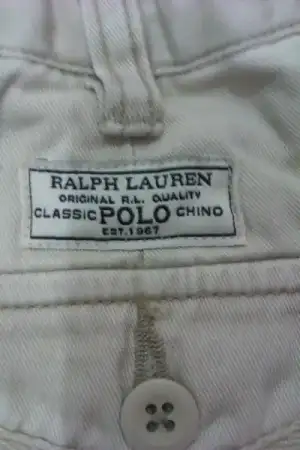 RALPH LAUREN
ORIGINAL R.L. QUALITY
CLASSIC POLO CHINO
EST. 1967